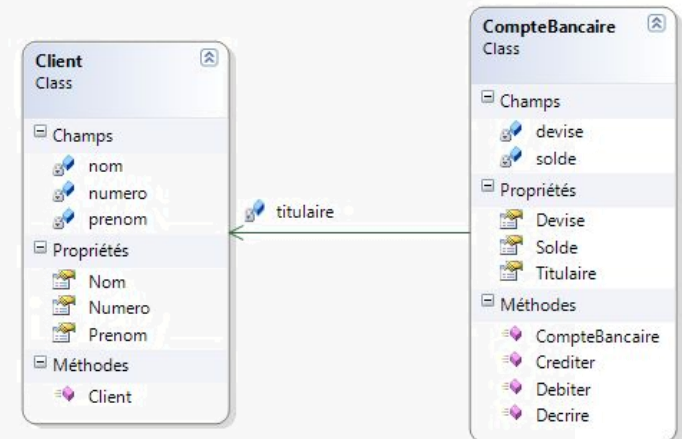 Client
Class
Champs
nom
numero
prenom
Propriétés
Nom
Numero
Prenom
Méthodes
Client
titulaire
CompteBancaire
Class
Champs
devise
solde
Propriétés
Devise
Solde
Titulaire
Méthodes
CompteBancaire
Crediter
Debiter
Decrire